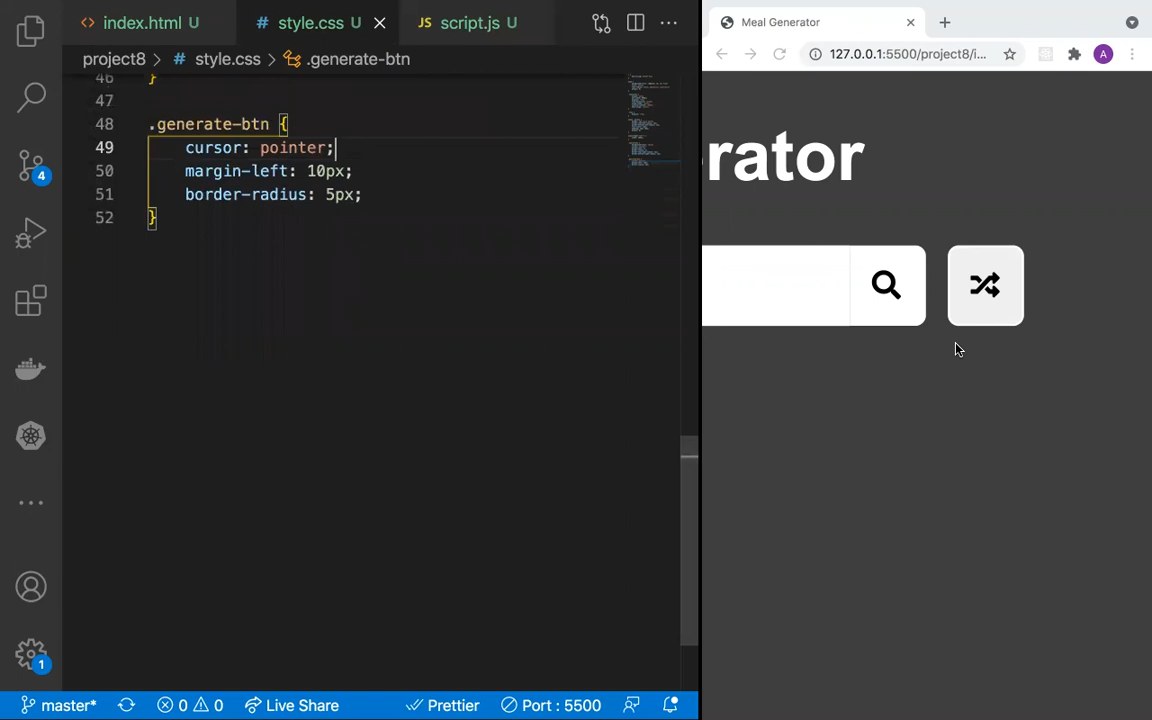 index.html U
# style.css U
JS script.js U
project8 > # style.css > .generate-btn
46 }
47
48 .generate-btn {
49 cursor: pointer;
50 margin-left: 10px;
51 border-radius: 5px;
52 }
4
1
master*
0 0
Live Share
Prettier
Port : 5500
Meal Generator
127.0.0.1:5500/project8/i...
A
rator